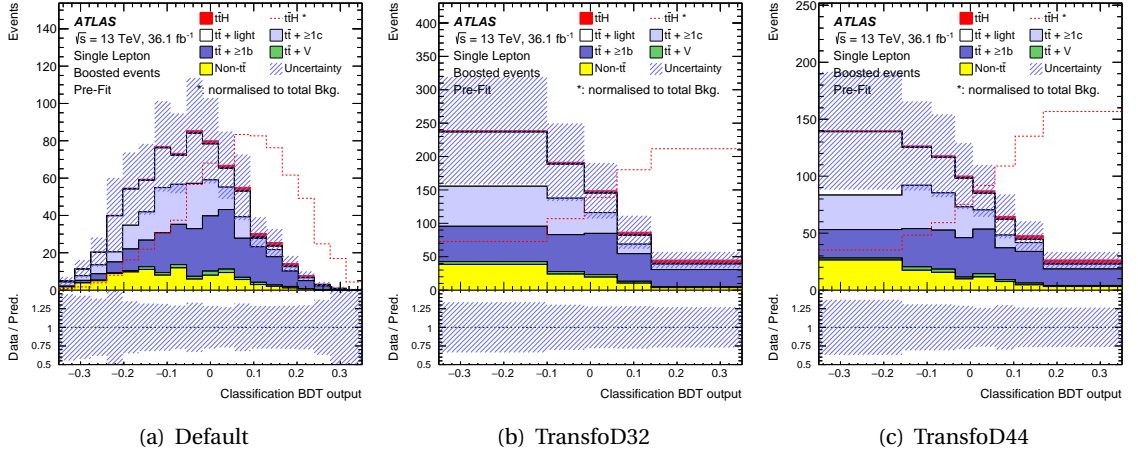 Events
ATLAS
√s = 13 TeV, 36.1 fb⁻¹
Single Lepton
Boosted events
Pre-Fit
tt̄H
tt̄H *
tt̄ + light
tt̄ + ≥1c
tt̄ + ≥1b
tt̄ + V
Non-tt̄
Uncertainty
*: normalised to total Bkg.
140
120
100
80
60
40
20
0
Data / Pred.
1.25
1
0.75
0.5
−0.3 −0.2 −0.1 0 0.1 0.2 0.3
Classification BDT output
(a) Default
Events
ATLAS
√s = 13 TeV, 36.1 fb⁻¹
Single Lepton
Boosted events
Pre-Fit
tt̄H
tt̄H *
tt̄ + light
tt̄ + ≥1c
tt̄ + ≥1b
tt̄ + V
Non-tt̄
Uncertainty
*: normalised to total Bkg.
400
350
300
250
200
150
100
50
0
Data / Pred.
1.25
1
0.75
0.5
−0.3 −0.2 −0.1 0 0.1 0.2 0.3
Classification BDT output
(b) TransfoD32
Events
ATLAS
√s = 13 TeV, 36.1 fb⁻¹
Single Lepton
Boosted events
Pre-Fit
tt̄H
tt̄H *
tt̄ + light
tt̄ + ≥1c
tt̄ + ≥1b
tt̄ + V
Non-tt̄
Uncertainty
*: normalised to total Bkg.
250
200
150
100
50
0
Data / Pred.
1.25
1
0.75
0.5
−0.3 −0.2 −0.1 0 0.1 0.2 0.3
Classification BDT output
(c) TransfoD44